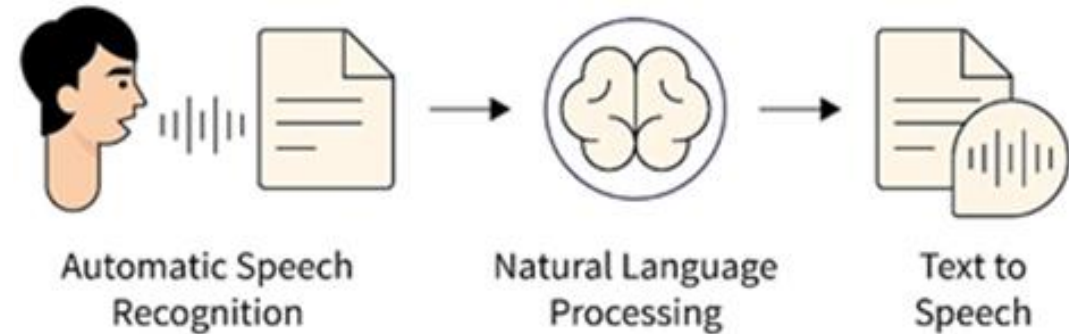 Automatic Speech
Recognition
Natural Language
Processing
Text to
Speech